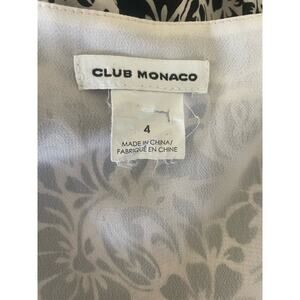 CLUB MONACO
4
MADE IN CHINA/
FABRIQUÉ EN CHINE